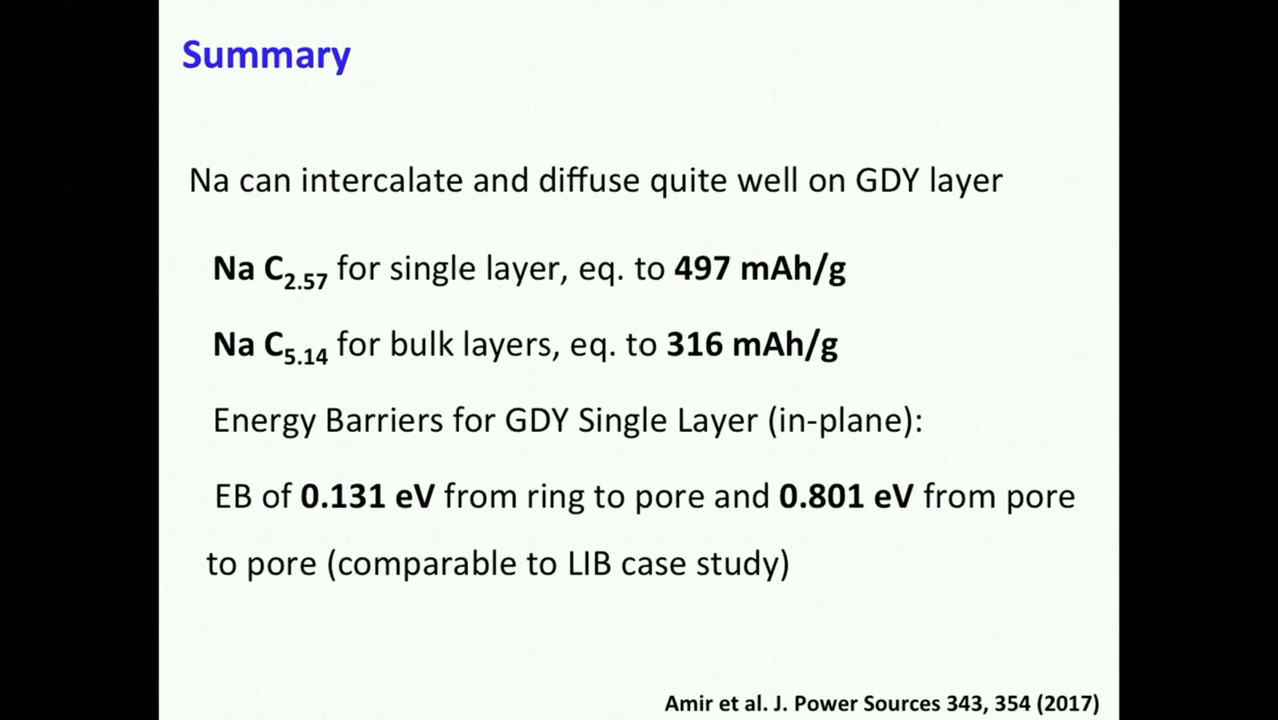 Summary
Na can intercalate and diffuse quite well on GDY layer
Na C2.57 for single layer, eq. to 497 mAh/g
Na C5.14 for bulk layers, eq. to 316 mAh/g
Energy Barriers for GDY Single Layer (in-plane):
EB of 0.131 eV from ring to pore and 0.801 eV from pore
to pore (comparable to LIB case study)
Amir et al. J. Power Sources 343, 354 (2017)